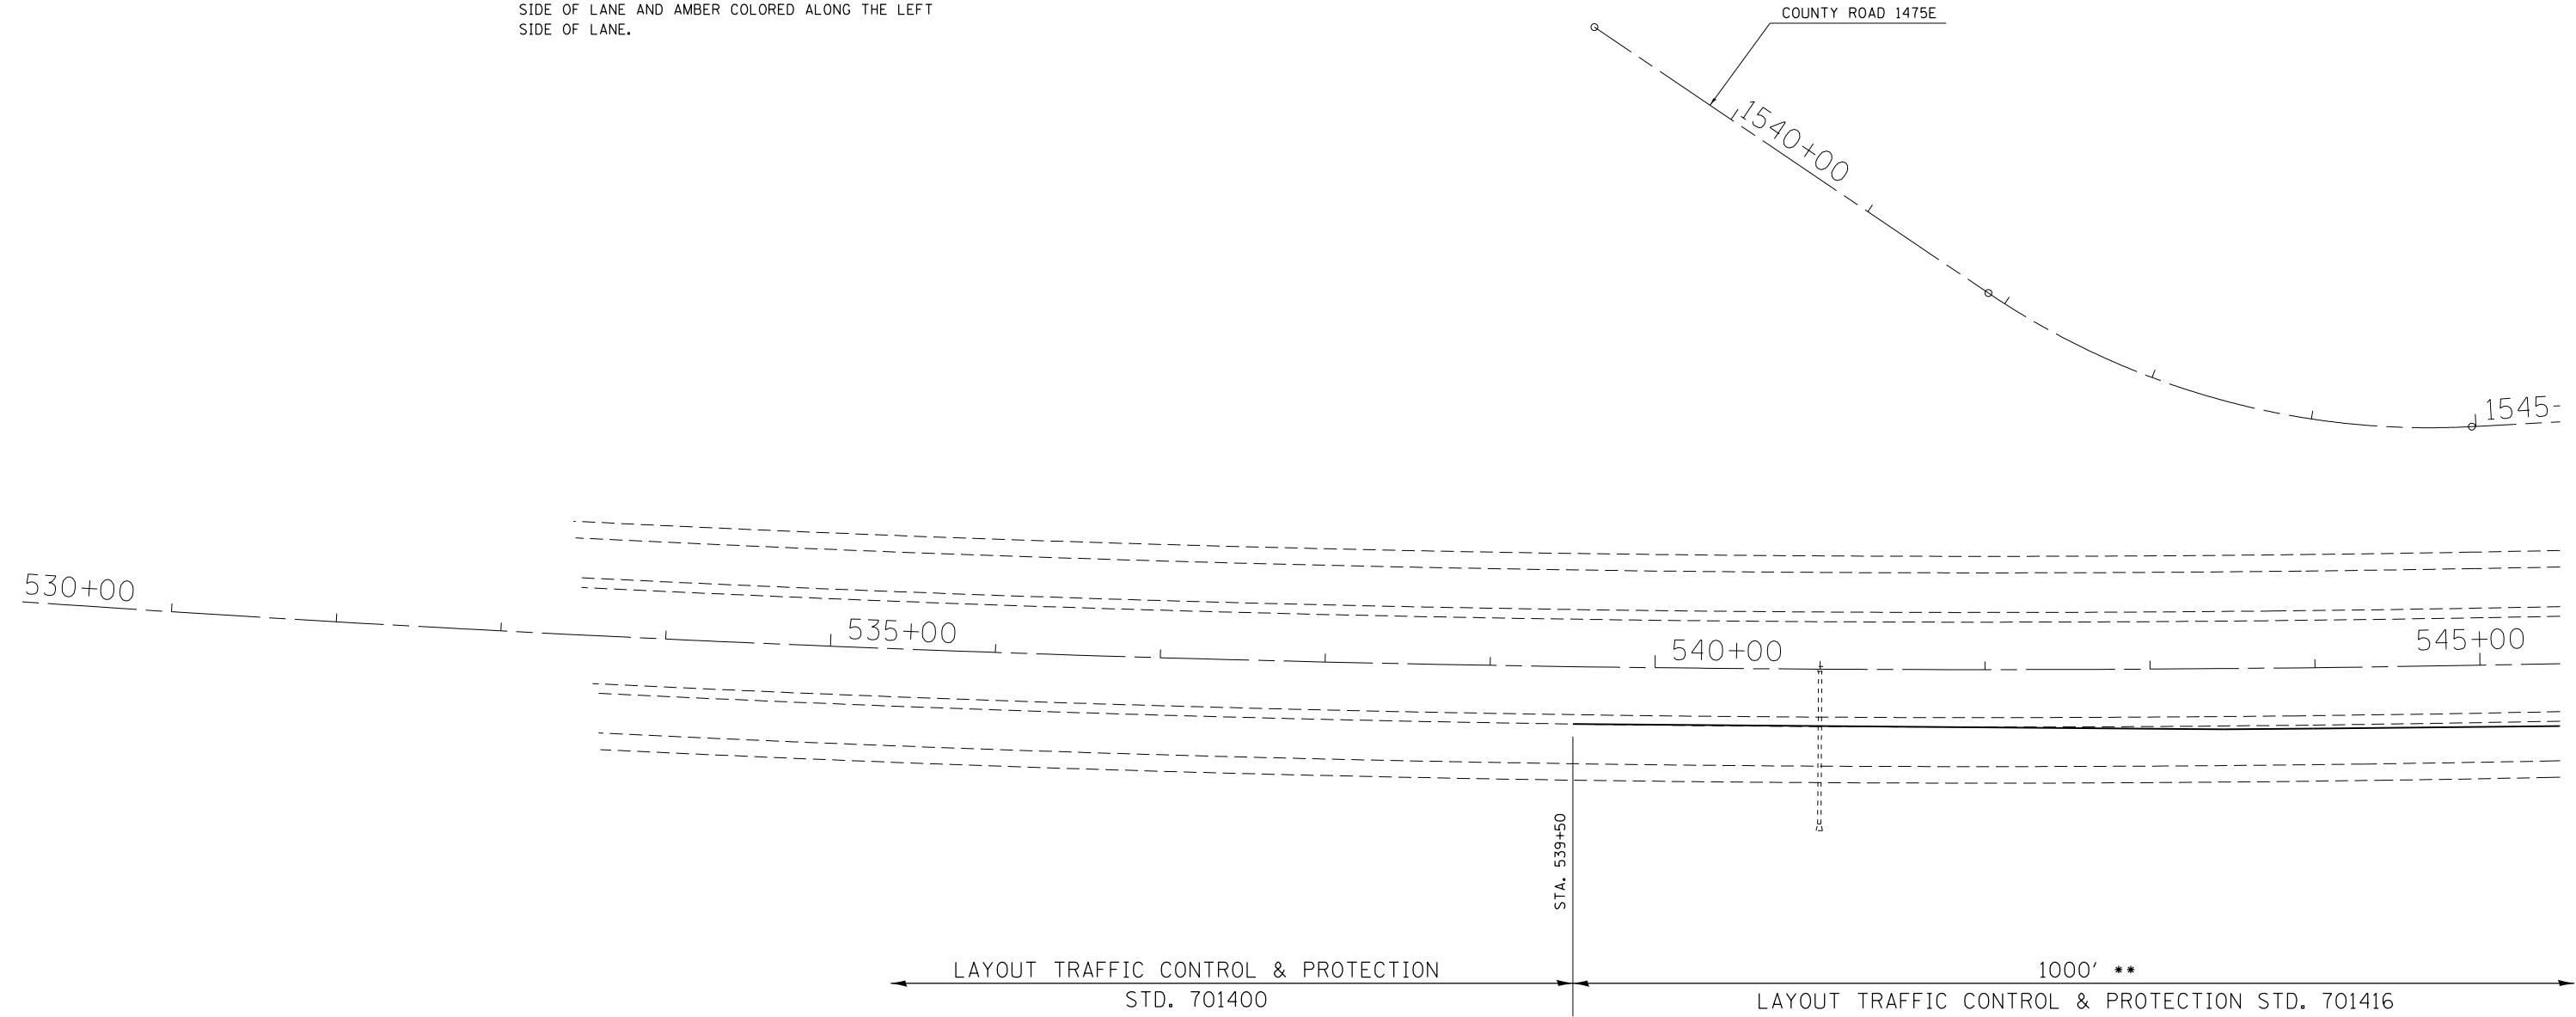 SIDE OF LANE AND AMBER COLORED ALONG THE LEFT
SIDE OF LANE.
COUNTY ROAD 1475E
1540+00
1545-
530+00
535+00
540+00
545+00
STA. 539+50
LAYOUT TRAFFIC CONTROL & PROTECTION
STD. 701400
1000' **
LAYOUT TRAFFIC CONTROL & PROTECTION STD. 701416